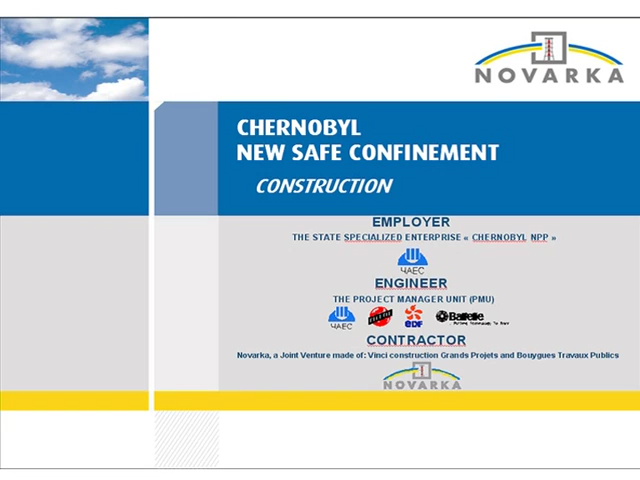 NOVARKA
CHERNOBYL
NEW SAFE CONFINEMENT
CONSTRUCTION
EMPLOYER
THE STATE SPECIALIZED ENTERPRISE « CHERNOBYL NPP »
ЧАЕС
ENGINEER
THE PROJECT MANAGER UNIT (PMU)
ЧАЕС eDF Battelle
CONTRACTOR
Novarka, a Joint Venture made of: Vinci construction Grands Projets and Bouygues Travaux Publics
NOVARKA